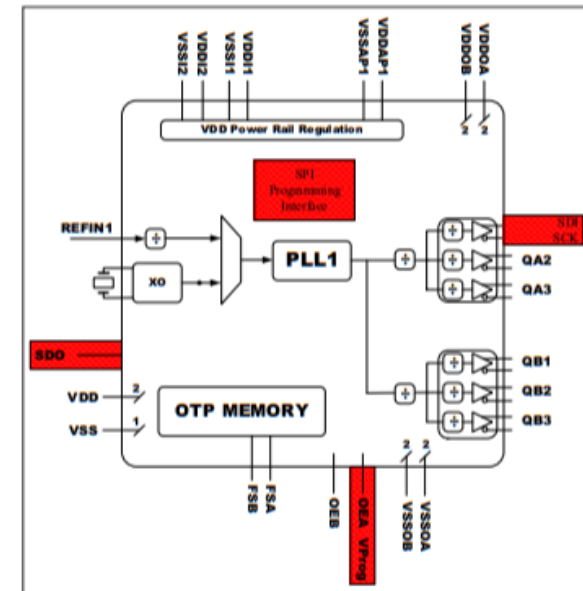 VSSI2
VDDI2
VSSI1
VDDI1
VSSAP1
VDDAP1
VDDOB
VDDOA
2
2
VDD Power Rail Regulation
SPI
Programming
Interface
REFIN1
÷
XO
PLL1
÷
÷
÷
÷
SDI
SCK
QA2
QA3
SDO
VDD
2
VSS
1
OTP MEMORY
÷
÷
÷
÷
QB1
QB2
QB3
FSB
FSA
OEB
OEA VProg
2
2
VSSOB
VSSOA